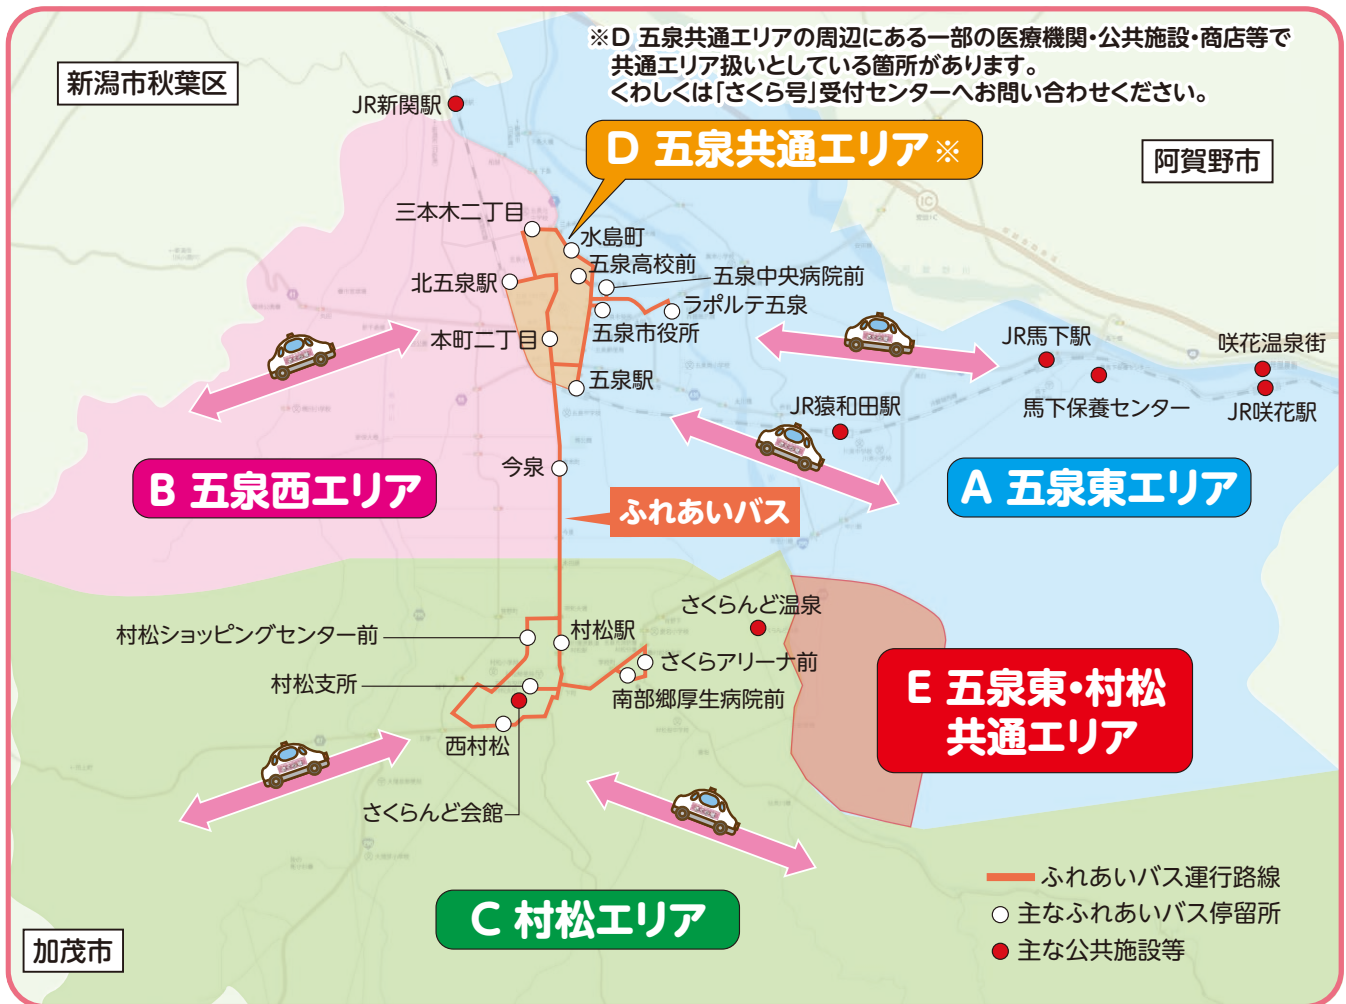 ※D 五泉共通エリアの周辺にある一部の医療機関・公共施設・商店等で
共通エリア扱いとしている箇所があります。
くわしくは「さくら号」受付センターへお問い合わせください。
新潟市秋葉区
JR新関駅
D 五泉共通エリア※
阿賀野市
三本木二丁目
水島町
五泉高校前
五泉中央病院前
北五泉駅
ラポルテ五泉
五泉市役所
本町二丁目
JR馬下駅
咲花温泉街
五泉駅
馬下保養センター
JR咲花駅
JR猿和田駅
今泉
B 五泉西エリア
A 五泉東エリア
ふれあいバス
さくらんど温泉
村松ショッピングセンター前
村松駅
さくらアリーナ前
村松支所
南部郷厚生病院前
E 五泉東・村松
共通エリア
西村松
さくらんど会館
C 村松エリア
ふれあいバス運行路線
主なふれあいバス停留所
主な公共施設等
加茂市